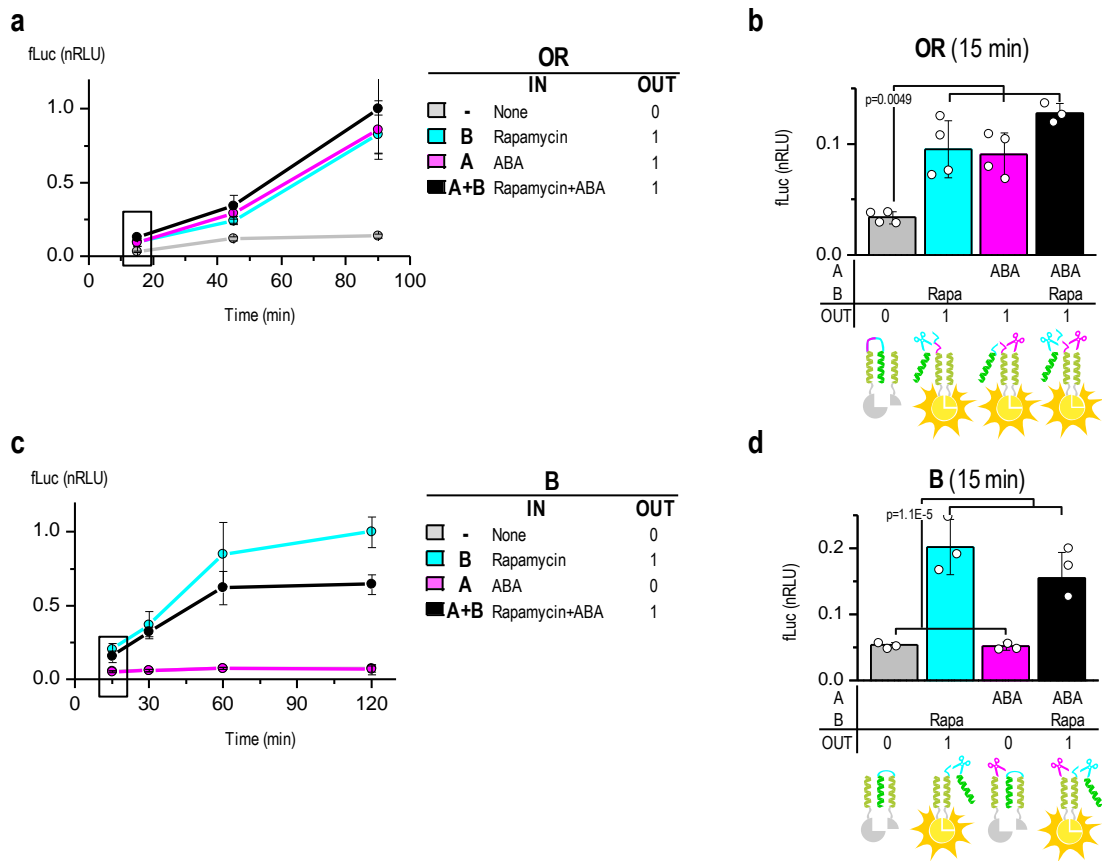 a
fLuc (nRLU)
1.0
0.5
0.0
0 20 40 60 80 100
Time (min)
OR
IN OUT
- None 0
B Rapamycin 1
A ABA 1
A+B Rapamycin+ABA 1
b
OR (15 min)
p=0.0049
fLuc (nRLU)
0.1
0.0
A ABA ABA
B Rapa Rapa
OUT 0 1 1 1
c
fLuc (nRLU)
1.0
0.5
0.0
0 30 60 90 120
Time (min)
B
IN OUT
- None 0
B Rapamycin 1
A ABA 0
A+B Rapamycin+ABA 1
d
B (15 min)
p=1.1E-5
fLuc (nRLU)
0.2
0.1
0.0
A ABA ABA
B Rapa Rapa
OUT 0 1 0 1